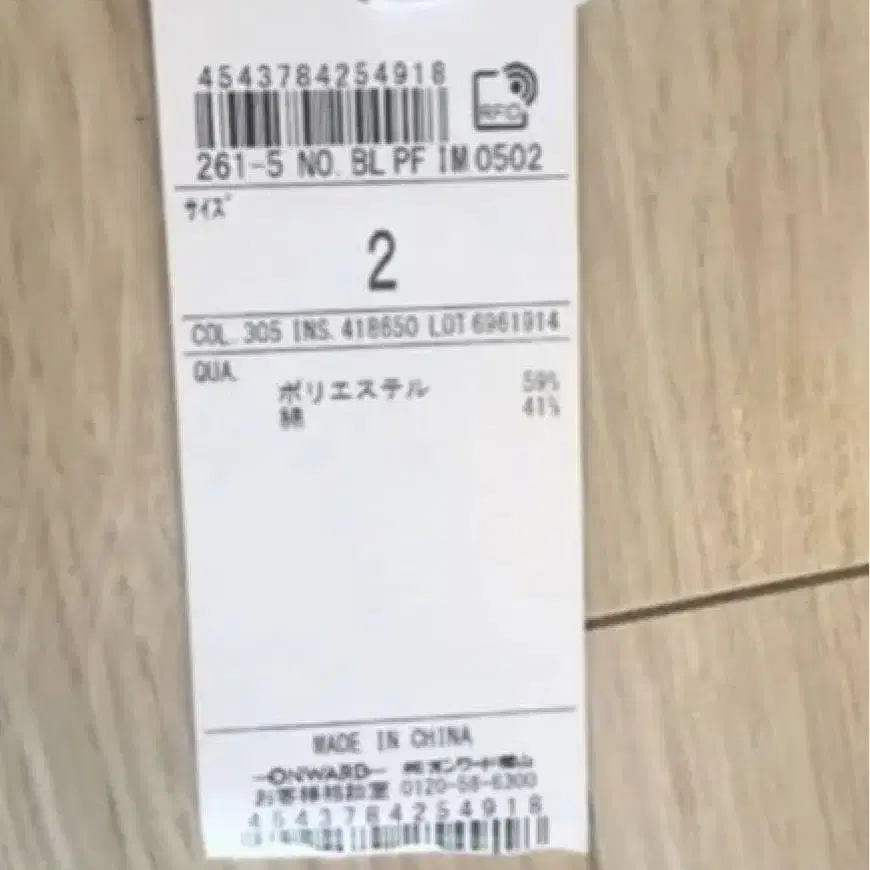 4543784254918
RFID
261-5 NO. BL PF IM0502
サイズ
2
COL. 305 INS. 418650 LOT 6961914
QUA.
ポリエステル 59%
綿 41%
MADE IN CHINA
ONWARD ㈱オンワード樫山
お客様相談室 0120-58-6300
4543784254918